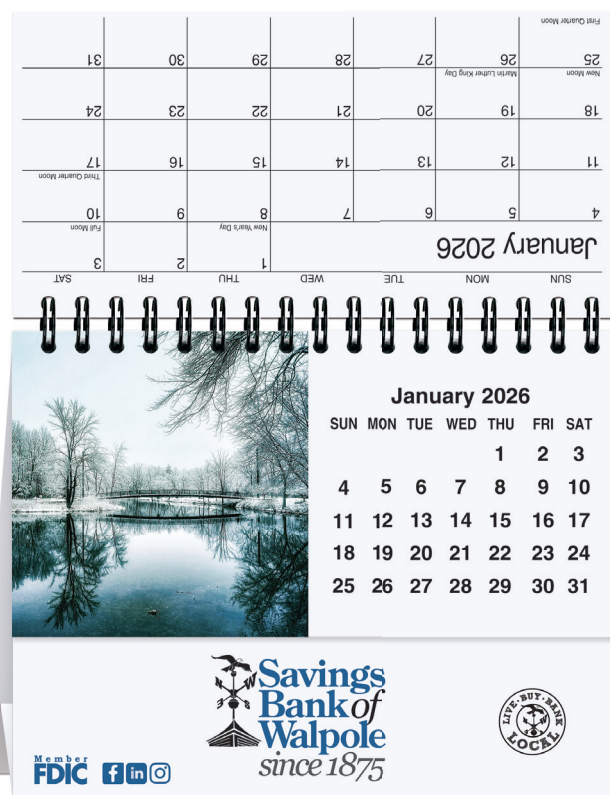 SUN MON TUE WED THU FRI SAT
January 2026 1 2 3
New Year's Day Full Moon
4 5 6 7 8 9 10
Third Quarter Moon
11 12 13 14 15 16 17
18 19 20 21 22 23 24
New Moon Martin Luther King Day
25 26 27 28 29 30 31
First Quarter Moon
January 2026
SUN MON TUE WED THU FRI SAT
1 2 3
4 5 6 7 8 9 10
11 12 13 14 15 16 17
18 19 20 21 22 23 24
25 26 27 28 29 30 31
N W S
Savings
Bank of
Walpole
since 1875
LIVE·BUY·BANK
LOCAL
Member
FDIC f in